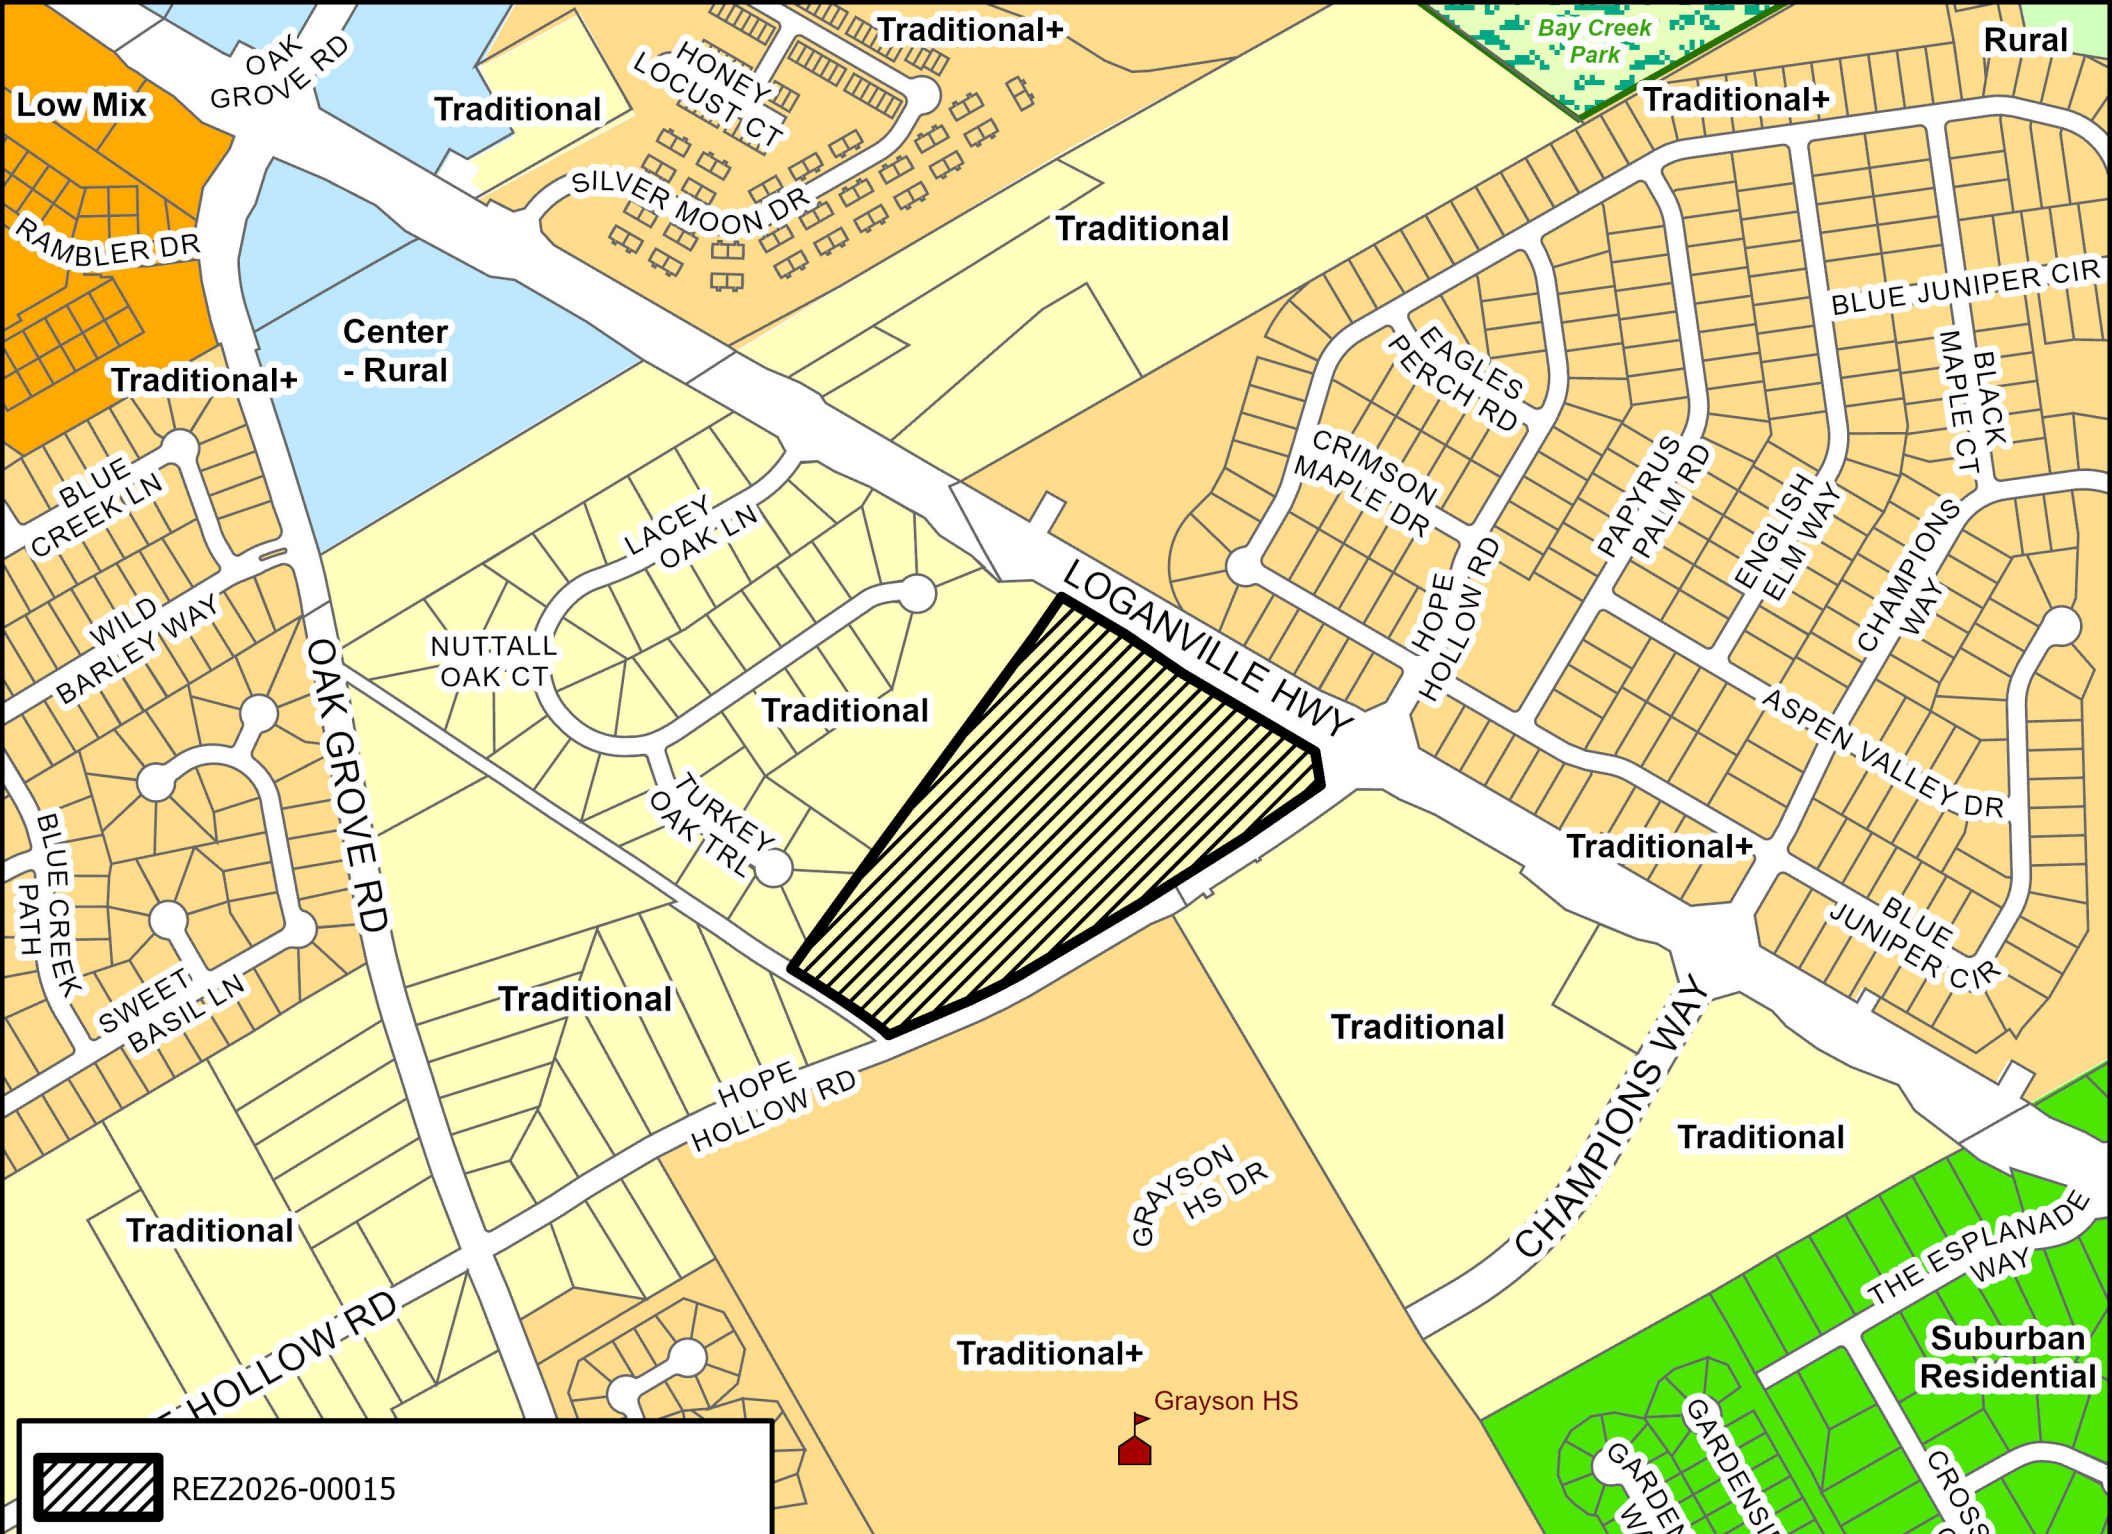 OAK
GROVE RD
Low Mix
Traditional
Traditional+
HONEY
LOCUST CT
SILVER MOON DR
Bay Creek
Park
Rural
Traditional+
RAMBLER DR
Traditional
Center
- Rural
Traditional+
BLUE JUNIPER CIR
BLACK
MAPLE CT
EAGLES
PERCH RD
CRIMSON
MAPLE DR
PAPYRUS
PALM RD
ENGLISH
ELM WAY
CHAMPIONS
WAY
BLUE
CREEK LN
LACEY
OAK LN
WILD
BARLEY WAY
NUTTALL
OAK CT
LOGANVILLE HWY
HOPE
HOLLOW RD
OAK GROVE RD
Traditional
ASPEN VALLEY DR
TURKEY
OAK TRL
BLUE CREEK
PATH
Traditional+
BLUE
JUNIPER CIR
SWEET
BASIL LN
Traditional
Traditional
CHAMPIONS WAY
HOPE
HOLLOW RD
Traditional
GRAYSON
HS DR
Traditional
THE ESPLANADE
WAY
HOLLOW RD
Traditional+
Suburban
Residential
Grayson HS
REZ2026-00015